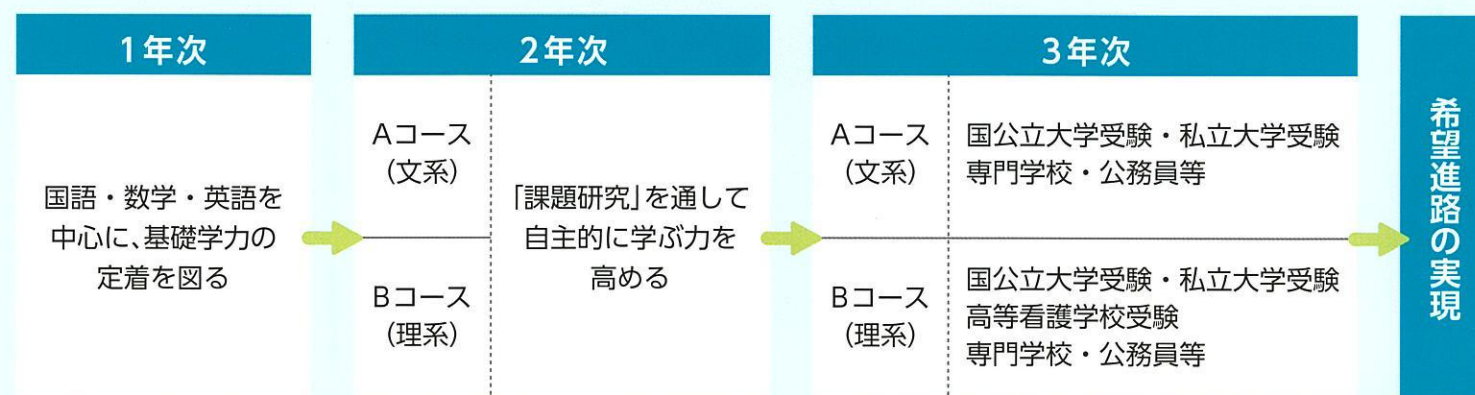 1年次
国語・数学・英語を
中心に、基礎学力の
定着を図る
2年次
Aコース
（文系）
Bコース
（理系）
「課題研究」を通して
自主的に学ぶ力を
高める
3年次
Aコース
（文系）
国公立大学受験・私立大学受験
専門学校・公務員等
Bコース
（理系）
国公立大学受験・私立大学受験
高等看護学校受験
専門学校・公務員等
希望進路の実現